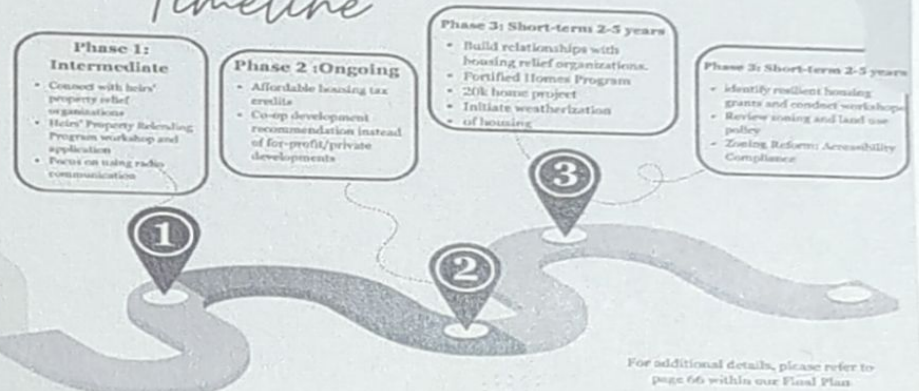 Timeline
Phase 1:
Intermediate
• Connect with heirs'
property relief
organizations
• Heirs' Property Relending
Program workshop and
application
• Focus on using radio
communication
Phase 2 :Ongoing
• Affordable housing tax
credits
• Co-op development
recommendation instead
of for-profit/private
developments
Phase 3: Short-term 2-5 years
• Build relationships with
housing relief organizations.
• Fortified Homes Program
• 20k home project
• Initiate weatherization
• of housing
Phase 3: Short-term 2-5 years
• identify resilient housing
grants and conduct workshops
• Review zoning and land use
policy
• Zoning Reform: Accessibility
Compliance
1
2
3
For additional details, please refer to
page 66 within our Final Plan